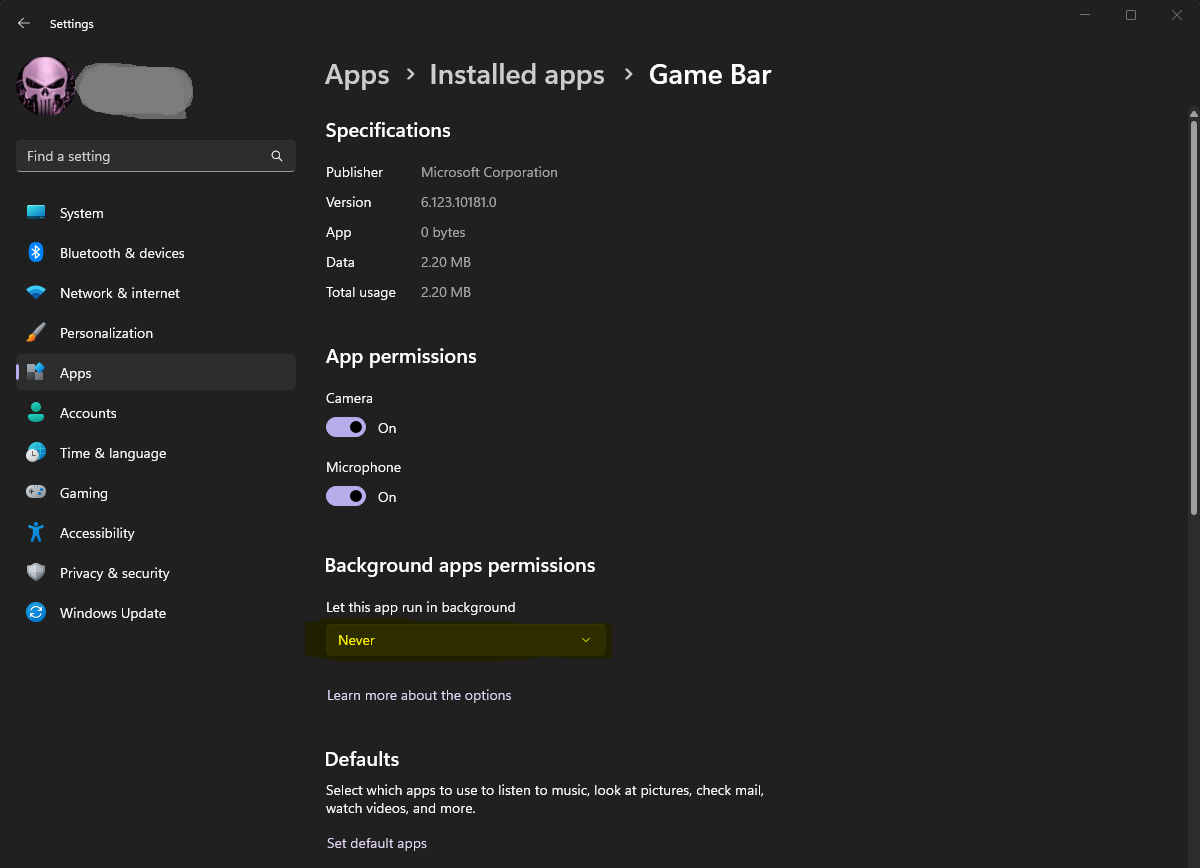 Settings
Apps > Installed apps > Game Bar
Find a setting
System
Bluetooth & devices
Network & internet
Personalization
Apps
Accounts
Time & language
Gaming
Accessibility
Privacy & security
Windows Update
Specifications
Publisher Microsoft Corporation
Version 6.123.10181.0
App 0 bytes
Data 2.20 MB
Total usage 2.20 MB
App permissions
Camera
On
Microphone
On
Background apps permissions
Let this app run in background
Never
Learn more about the options
Defaults
Select which apps to use to listen to music, look at pictures, check mail,
watch videos, and more.
Set default apps